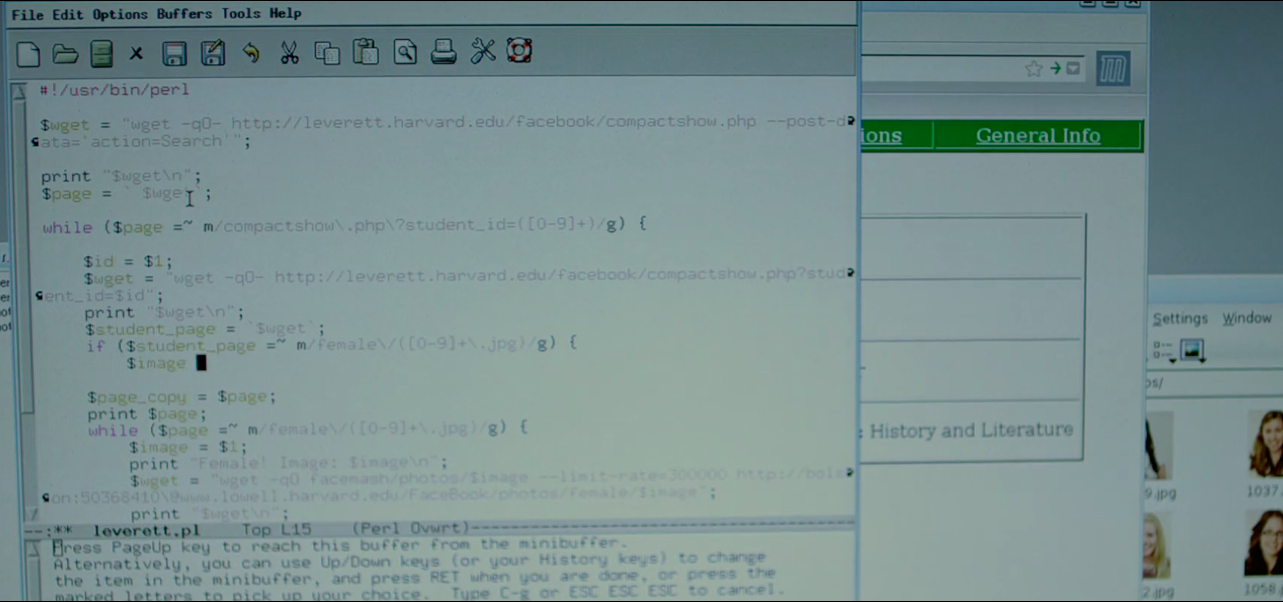 File Edit Options Buffers Tools Help
#!/usr/bin/perl
$wget = "wget -qO- http://leverett.harvard.edu/facebook/compactshow.php --post-d
ata='action=Search'";
print "$wget\n";
$page = ` $wget`;
while ($page =~ m/compactshow\.php\?student_id=([0-9]+)/g) {
$id = $1;
$wget = "wget -qO- http://leverett.harvard.edu/facebook/compactshow.php?stud
ent_id=$id";
print "$wget\n";
$student_page = `$wget`;
if ($student_page =~ m/female\/([0-9]+\.jpg)/g) {
$image
$page_copy = $page;
print $page;
while ($page =~ m/female\/([0-9]+\.jpg)/g) {
$image = $1;
print "Female! Image: $image\n";
$wget = "wget -qO facemash/photos/$image --limit-rate=300000 http://bols
on:50368410\@www.lowell.harvard.edu/FaceBook/photos/female/$image";
print "$wget\n";
--:** leverett.pl Top L15 (Perl Ovwrt)
Press PageUp key to reach this buffer from the minibuffer.
Alternatively, you can use Up/Down keys (or your History keys) to change
the item in the minibuffer, and press RET when you are done, or press the
marked letters to pick up your choice. Type C-g or ESC ESC ESC to cancel.
ions General Info
: History and Literature
Settings Window
os/
9.jpg 1037.
2.jpg 1058.